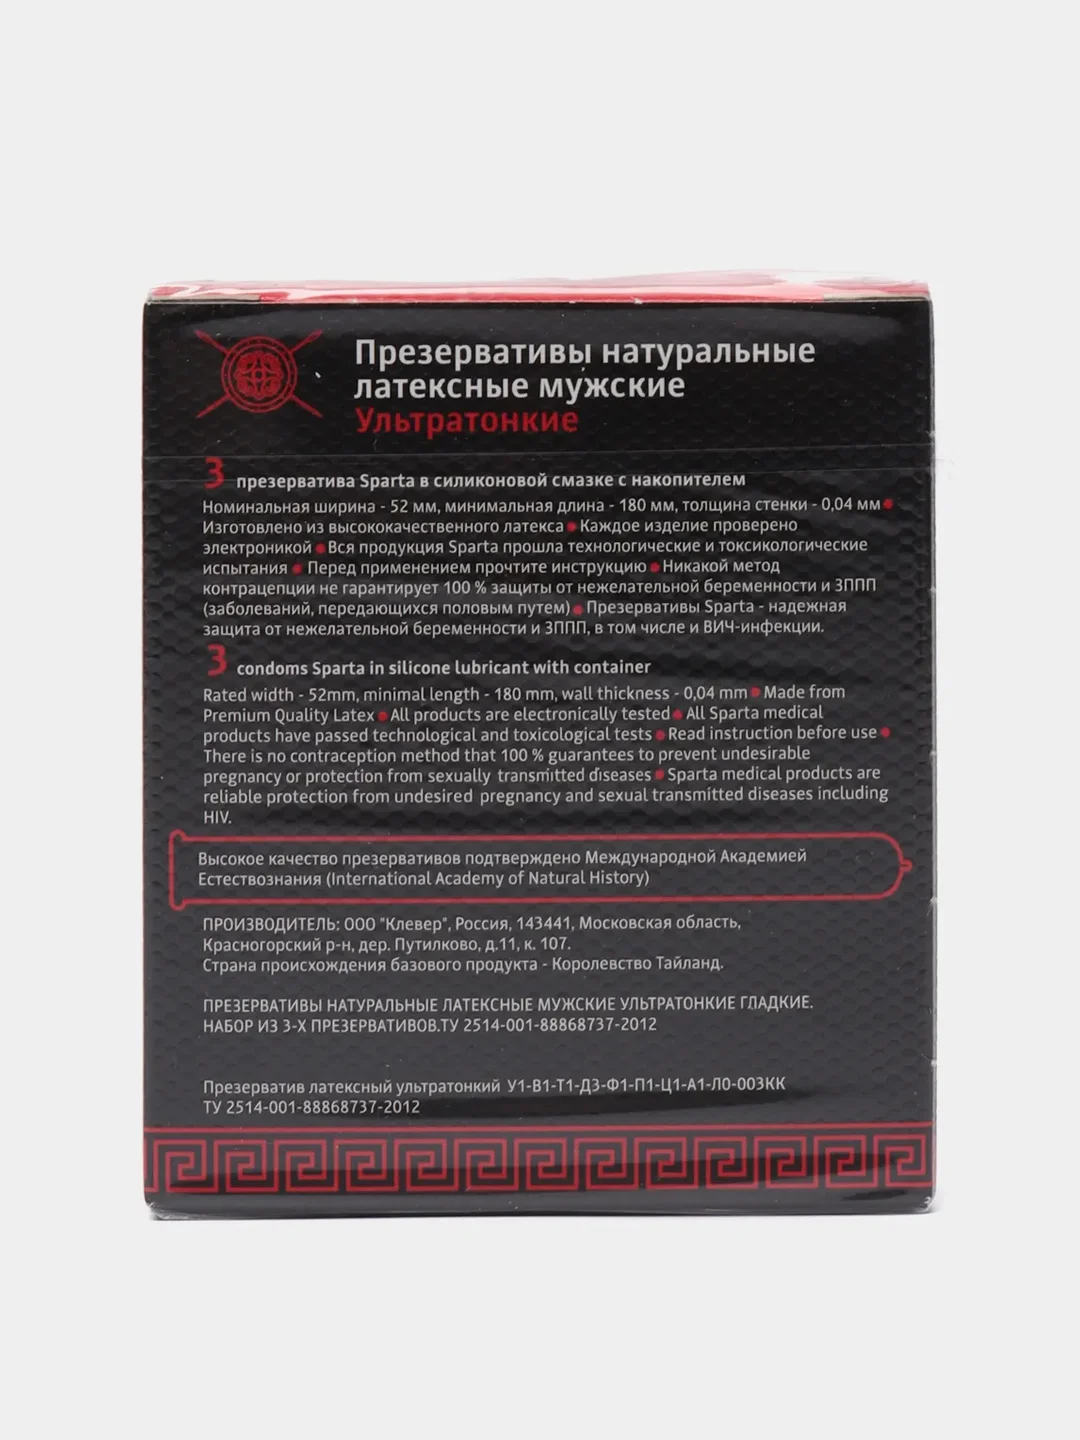 Презервативы натуральные
латексные мужские
Ультратонкие
3 презерватива Sparta в силиконовой смазке с накопителем
Номинальная ширина - 52 мм, минимальная длина - 180 мм, толщина стенки - 0,04 мм •
Изготовлено из высококачественного латекса • Каждое изделие проверено
электроникой • Вся продукция Sparta прошла технологические и токсикологические
испытания • Перед применением прочтите инструкцию • Никакой метод
контрацепции не гарантирует 100 % защиты от нежелательной беременности и ЗППП
(заболеваний, передающихся половым путем) • Презервативы Sparta - надежная
защита от нежелательной беременности и ЗППП, в том числе и ВИЧ-инфекции.
3 condoms Sparta in silicone lubricant with container
Rated width - 52mm, minimal length - 180 mm, wall thickness - 0,04 mm • Made from
Premium Quality Latex • All products are electronically tested • All Sparta medical
products have passed technological and toxicological tests • Read instruction before use •
There is no contraception method that 100 % guarantees to prevent undesirable
pregnancy or protection from sexually transmitted diseases • Sparta medical products are
reliable protection from undesired pregnancy and sexual transmitted diseases including
HIV.
Высокое качество презервативов подтверждено Международной Академией
Естествознания (International Academy of Natural History)
ПРОИЗВОДИТЕЛЬ: ООО "Клевер", Россия, 143441, Московская область,
Красногорский р-н, дер. Путилково, д.11, к. 107.
Страна происхождения базового продукта - Королевство Тайланд.
ПРЕЗЕРВАТИВЫ НАТУРАЛЬНЫЕ ЛАТЕКСНЫЕ МУЖСКИЕ УЛЬТРАТОНКИЕ ГЛАДКИЕ.
НАБОР ИЗ 3-Х ПРЕЗЕРВАТИВОВ.ТУ 2514-001-88868737-2012
Презерватив латексный ультратонкий У1-В1-Т1-Д3-Ф1-П1-Ц1-А1-Л0-003КК
ТУ 2514-001-88868737-2012